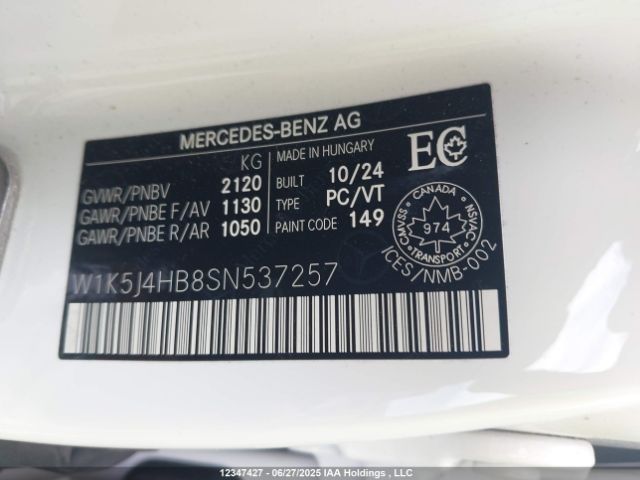 MERCEDES-BENZ AG
KG
GVWR/PNBV 2120
GAWR/PNBE F/AV 1130
GAWR/PNBE R/AR 1050
MADE IN HUNGARY
BUILT 10/24
TYPE PC/VT
PAINT CODE 149
EC
CANADA
CMVSS NSVAC
974
TRANSPORT
ICES/NMB-002
W1K5J4HB8SN537257
12347427 - 06/27/2025 IAA Holdings , LLC